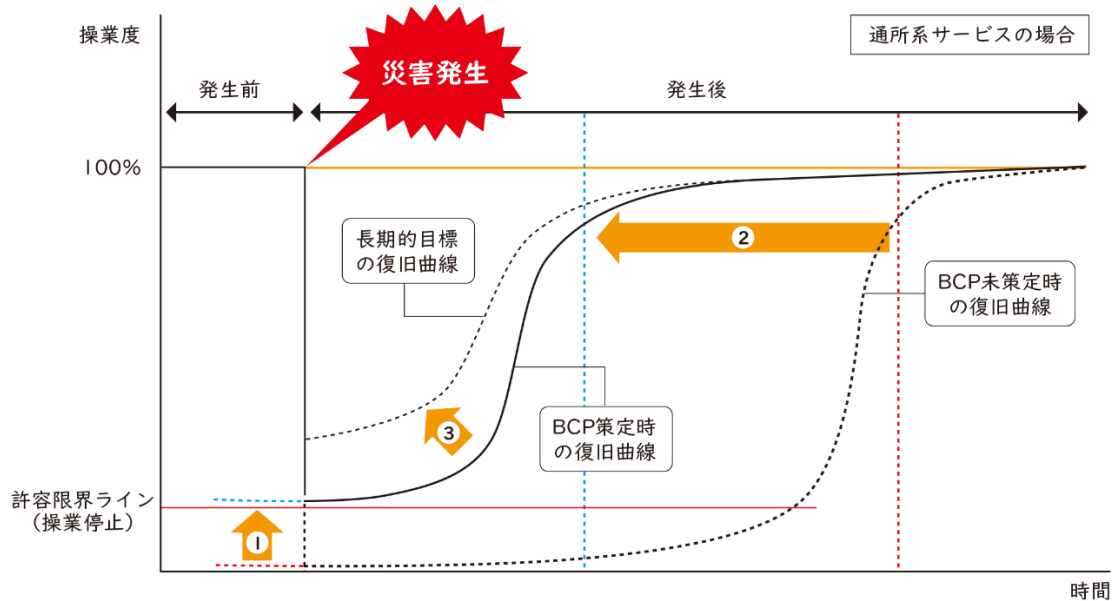 操業度
通所系サービスの場合
災害発生
発生前
発生後
100%
長期的目標
の復旧曲線
②
BCP未策定時
の復旧曲線
③
BCP策定時
の復旧曲線
許容限界ライン
(操業停止)
①
時間